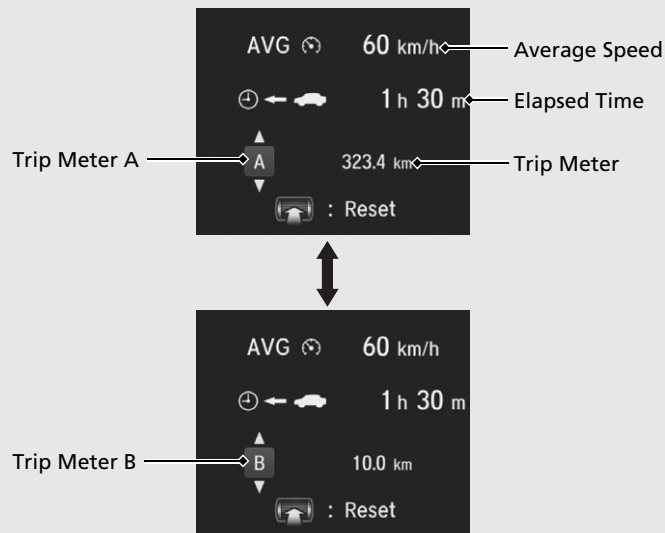 AVG 60 km/h Average Speed
1 h 30 m Elapsed Time
Trip Meter A A 323.4 km Trip Meter
: Reset
AVG 60 km/h
1 h 30 m
Trip Meter B B 10.0 km
: Reset